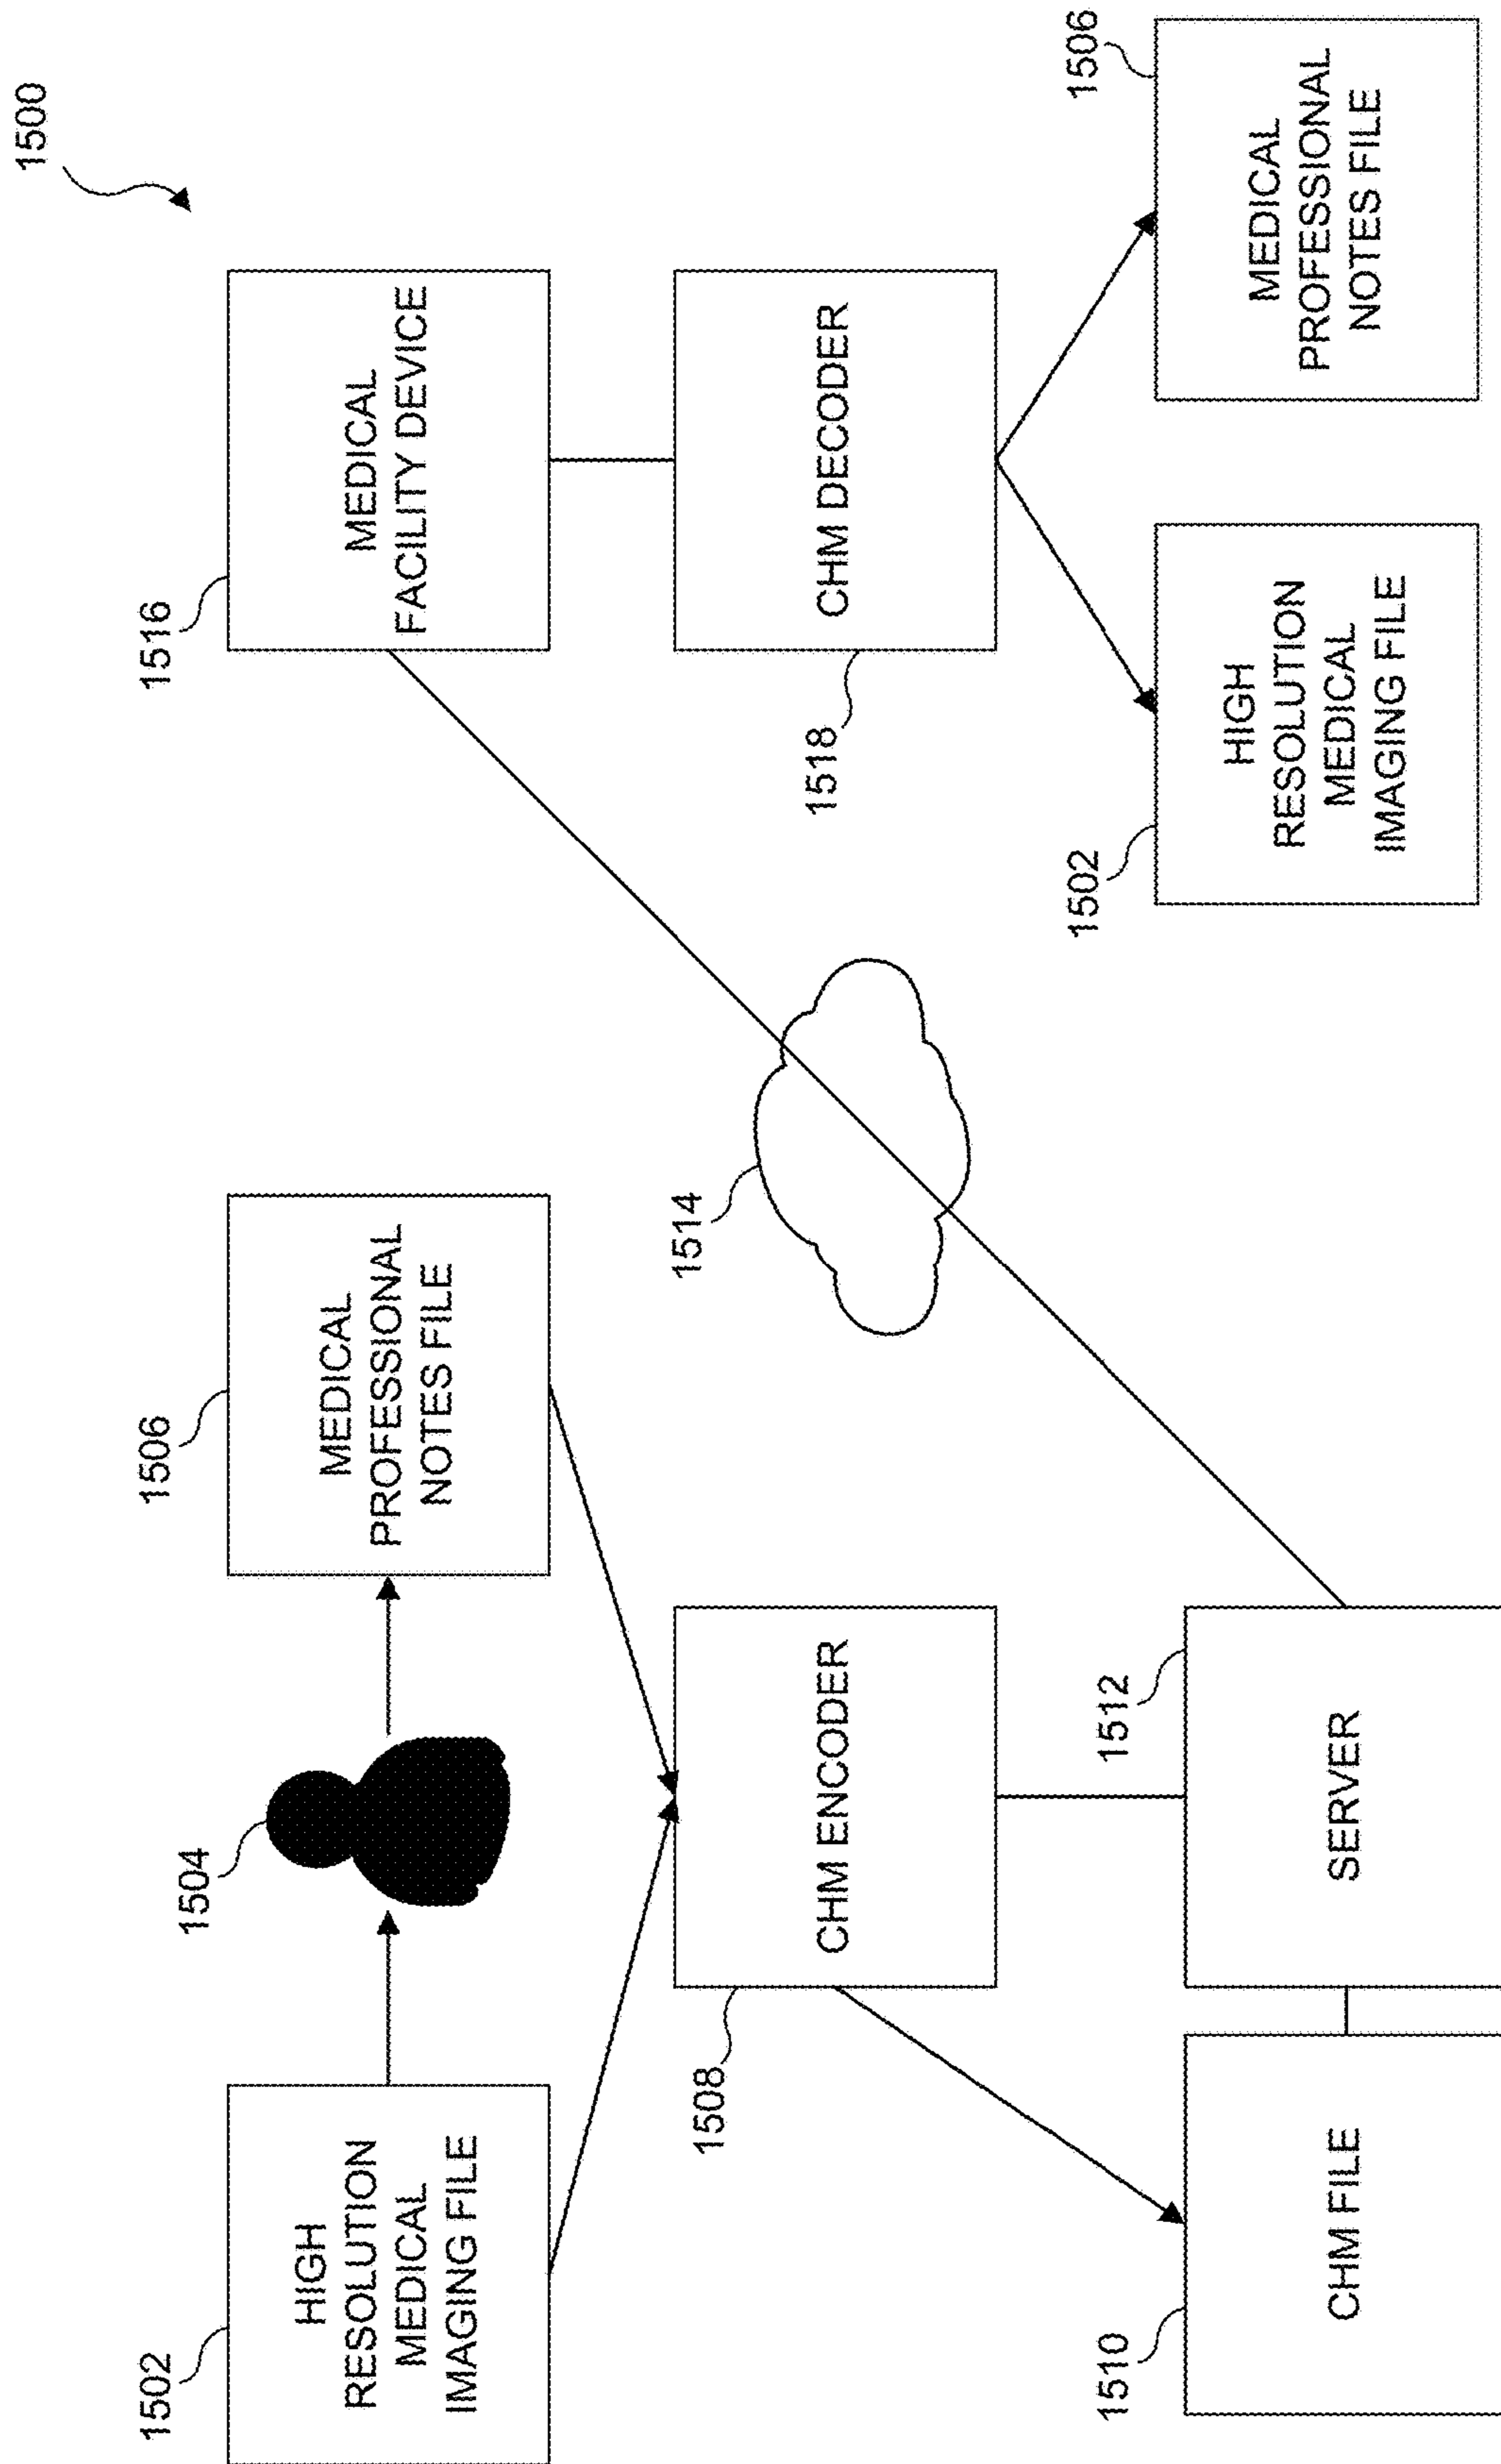 1500
1502
HIGH
RESOLUTION
MEDICAL
IMAGING FILE
1504
1506
MEDICAL
PROFESSIONAL
NOTES FILE
1516
MEDICAL
FACILITY DEVICE
1508
CHM ENCODER
1514
1518
CHM DECODER
1510
CHM FILE
1512
SERVER
1502
HIGH
RESOLUTION
MEDICAL
IMAGING FILE
1506
MEDICAL
PROFESSIONAL
NOTES FILE